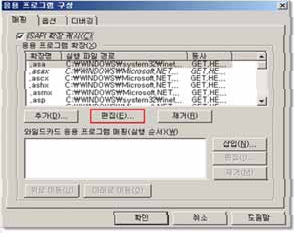 응용 프로그램 구성
매핑 옵션 디버깅
ISAPI 확장 캐시(C)
응용 프로그램 확장(X)
확장명 실행 파일 경로 동사
.asa C:₩WINDOWS₩system32₩inet... GET,HE...
.asax C:₩WINDOWS₩Microsoft.NET... GET,HE...
.ascx C:₩WINDOWS₩Microsoft.NET... GET,HE...
.ashx C:₩WINDOWS₩Microsoft.NET... GET,HE...
.asmx C:₩WINDOWS₩Microsoft.NET... GET,HE...
.asp C:₩WINDOWS₩system32₩inet... GET,HE...
추가(D)... 편집(E)... 제거(R)
와일드카드 응용 프로그램 매핑(실행 순서)(W)
삽입(N)...
편집(I)...
제거(M)
위로 이동(U) 아래로 이동(O)
확인 취소 도움말